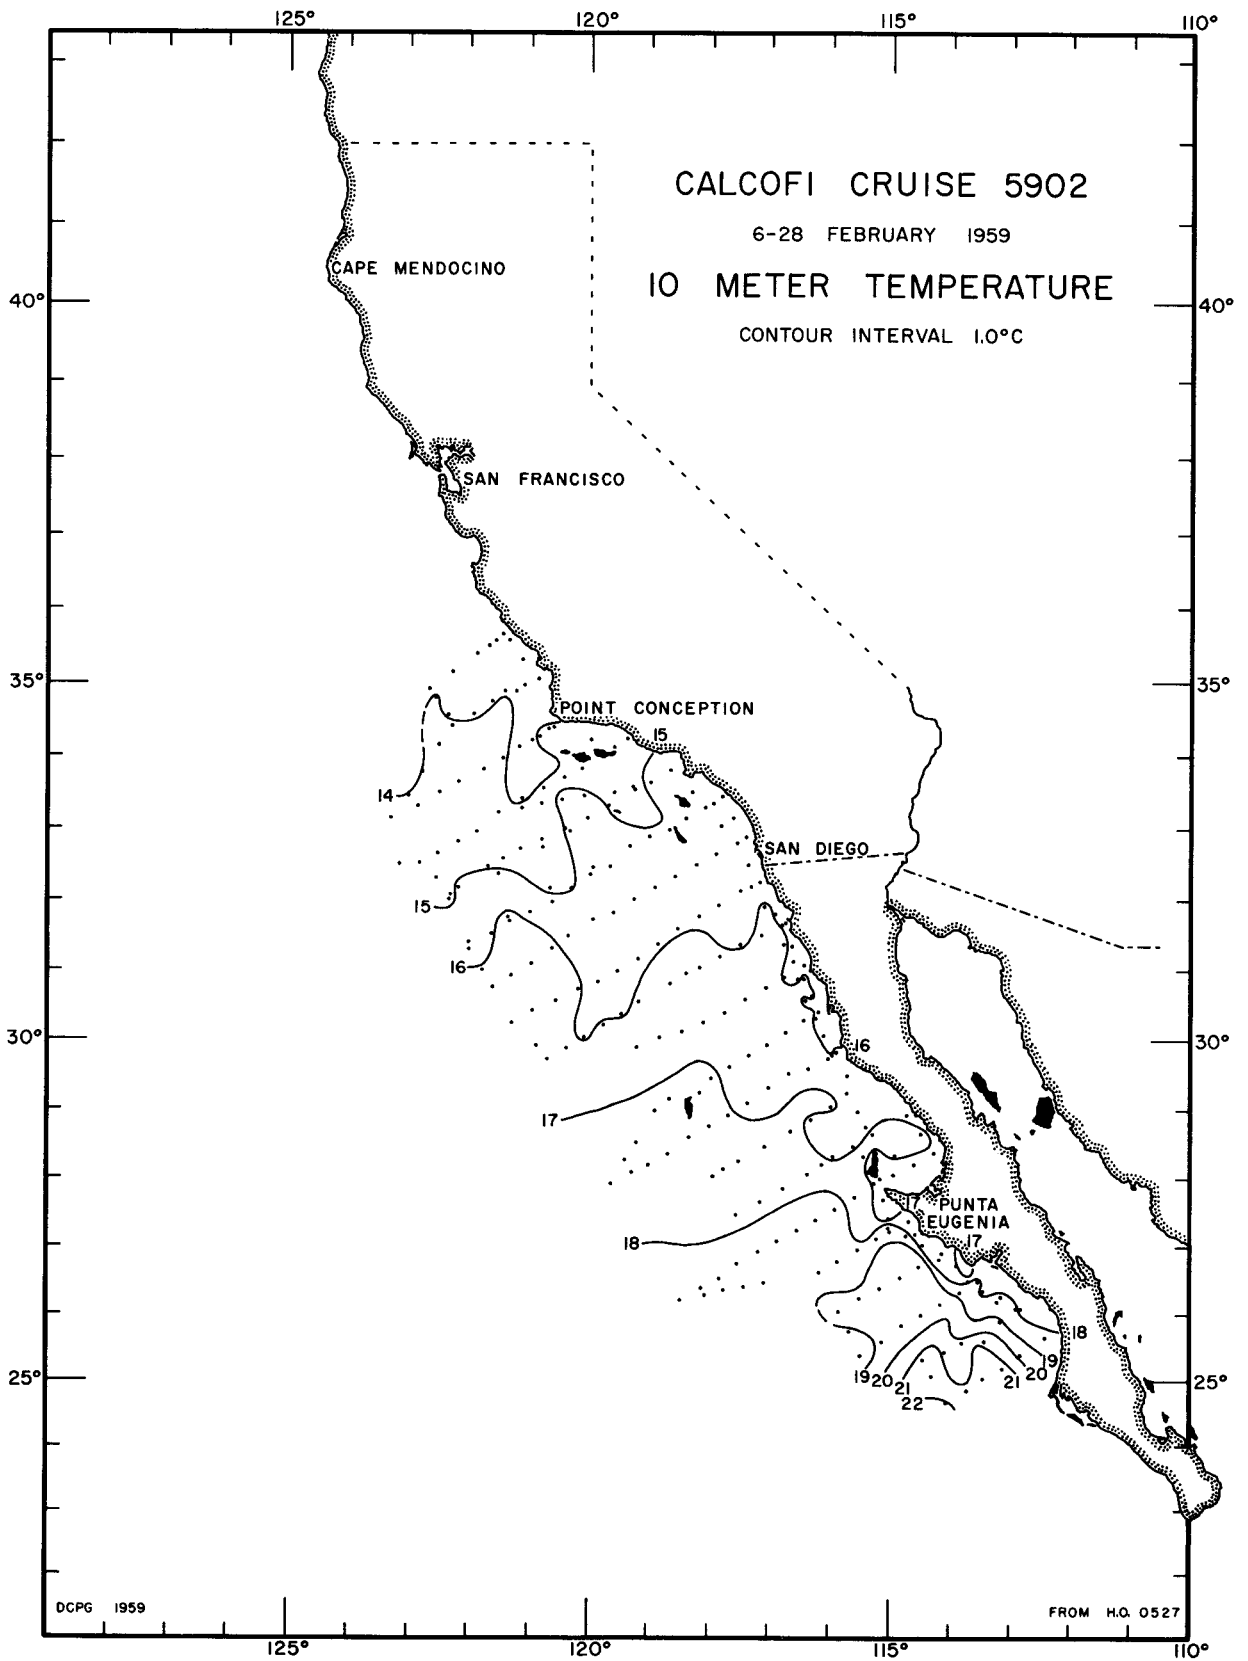 125° 120° 115° 110°
CALCOFI CRUISE 5902
6-28 FEBRUARY 1959
CAPE MENDOCINO
10 METER TEMPERATURE
40° 40°
CONTOUR INTERVAL 1.0°C
SAN FRANCISCO
35° 35°
POINT CONCEPTION
15
14
SAN DIEGO
15
16
30° 30°
16
17
17 PUNTA
EUGENIA
18 17
18
19
20
21
25° 19 20 21 25°
22
DCPG 1959 FROM H.O. 0527
125° 120° 115° 110°